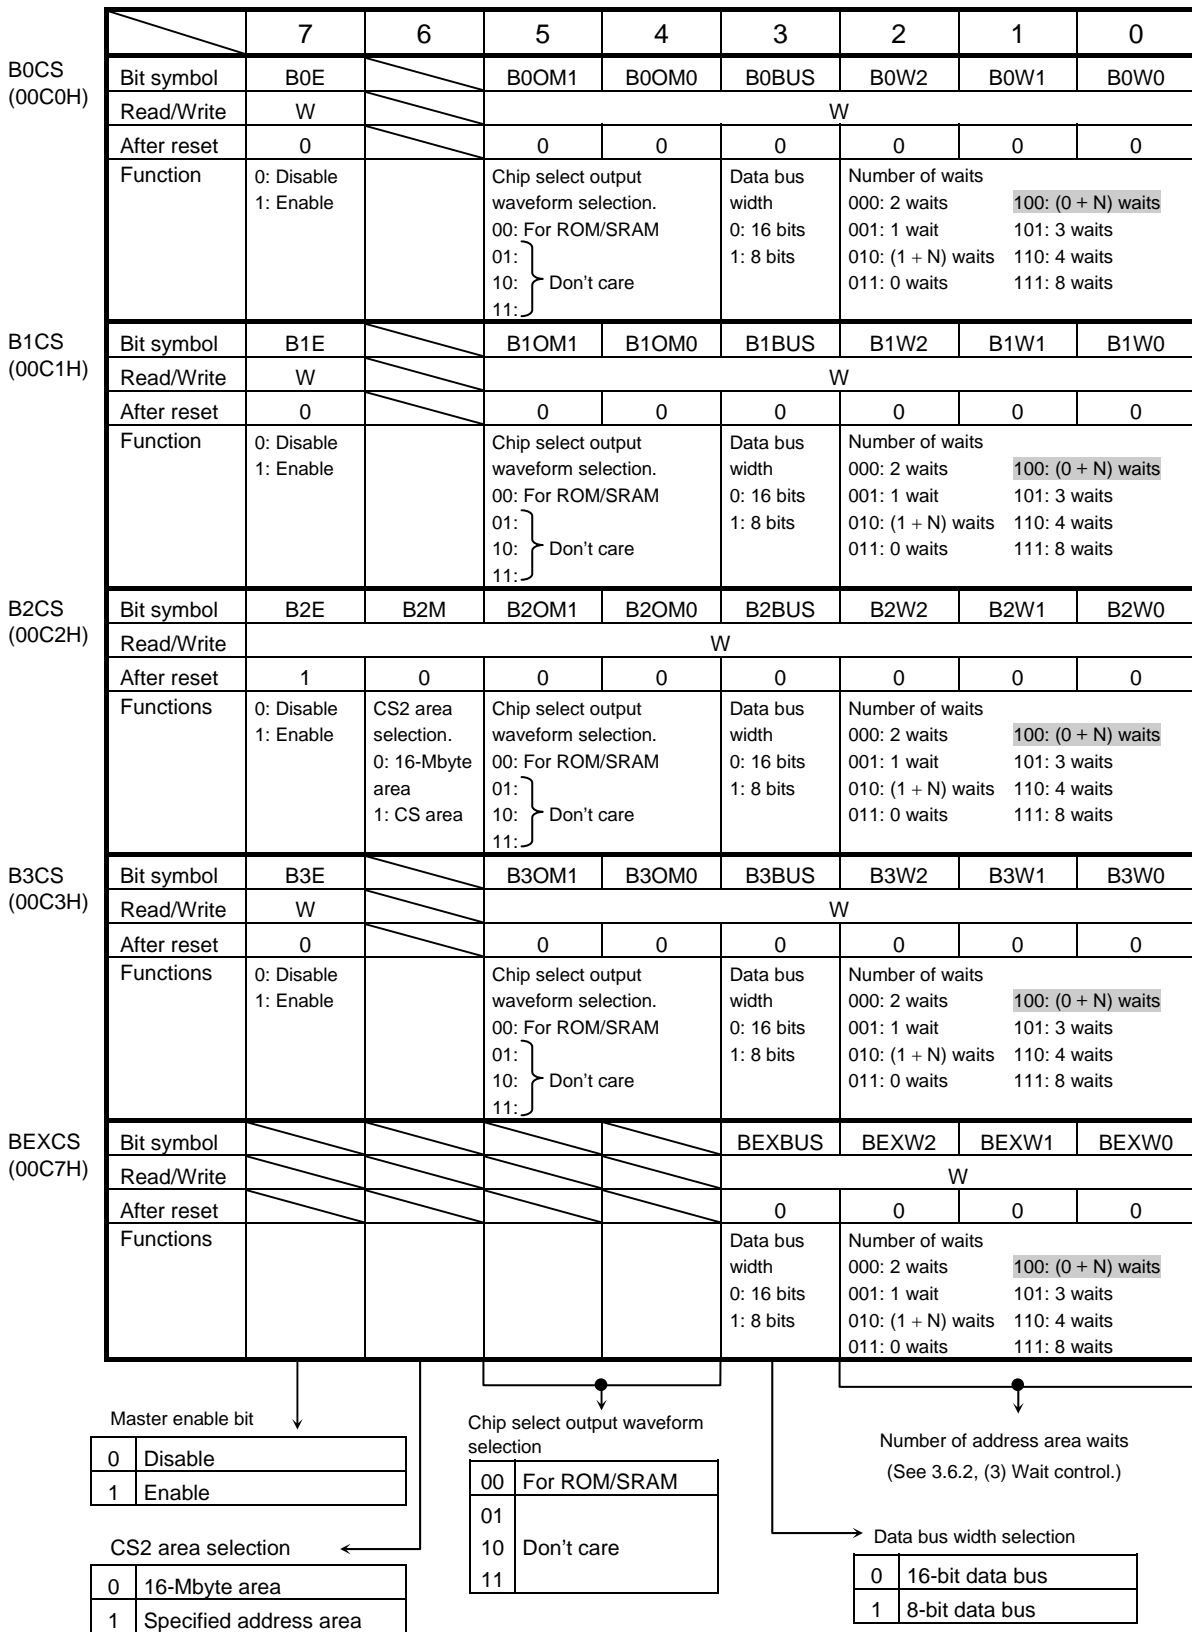 7 6 5 4 3 2 1 0
B0CS (00C0H)
Bit symbol B0E B0OM1 B0OM0 B0BUS B0W2 B0W1 B0W0
Read/Write W W
After reset 0 0 0 0 0 0 0
Function 0: Disable Chip select output Data bus Number of waits
1: Enable waveform selection. width 000: 2 waits 100: (0 + N) waits
00: For ROM/SRAM 0: 16 bits 001: 1 wait 101: 3 waits
01: 1: 8 bits 010: (1 + N) waits 110: 4 waits
10: Don't care 011: 0 waits 111: 8 waits
11:
B1CS (00C1H)
Bit symbol B1E B1OM1 B1OM0 B1BUS B1W2 B1W1 B1W0
Read/Write W W
After reset 0 0 0 0 0 0 0
Function 0: Disable Chip select output Data bus Number of waits
1: Enable waveform selection. width 000: 2 waits 100: (0 + N) waits
00: For ROM/SRAM 0: 16 bits 001: 1 wait 101: 3 waits
01: 1: 8 bits 010: (1 + N) waits 110: 4 waits
10: Don't care 011: 0 waits 111: 8 waits
11:
B2CS (00C2H)
Bit symbol B2E B2M B2OM1 B2OM0 B2BUS B2W2 B2W1 B2W0
Read/Write W
After reset 1 0 0 0 0 0 0 0
Functions 0: Disable CS2 area Chip select output Data bus Number of waits
1: Enable selection. waveform selection. width 000: 2 waits 100: (0 + N) waits
0: 16-Mbyte 00: For ROM/SRAM 0: 16 bits 001: 1 wait 101: 3 waits
area 01: 1: 8 bits 010: (1 + N) waits 110: 4 waits
1: CS area 10: Don't care 011: 0 waits 111: 8 waits
11:
B3CS (00C3H)
Bit symbol B3E B3OM1 B3OM0 B3BUS B3W2 B3W1 B3W0
Read/Write W W
After reset 0 0 0 0 0 0 0
Functions 0: Disable Chip select output Data bus Number of waits
1: Enable waveform selection. width 000: 2 waits 100: (0 + N) waits
00: For ROM/SRAM 0: 16 bits 001: 1 wait 101: 3 waits
01: 1: 8 bits 010: (1 + N) waits 110: 4 waits
10: Don't care 011: 0 waits 111: 8 waits
11:
BEXCS (00C7H)
Bit symbol BEXBUS BEXW2 BEXW1 BEXW0
Read/Write W
After reset 0 0 0 0
Functions Data bus Number of waits
width 000: 2 waits 100: (0 + N) waits
0: 16 bits 001: 1 wait 101: 3 waits
1: 8 bits 010: (1 + N) waits 110: 4 waits
011: 0 waits 111: 8 waits
Master enable bit
0 Disable
1 Enable
CS2 area selection
0 16-Mbyte area
1 Specified address area
Chip select output waveform
selection
00 For ROM/SRAM
01
10 Don't care
11
Number of address area waits
(See 3.6.2, (3) Wait control.)
Data bus width selection
0 16-bit data bus
1 8-bit data bus